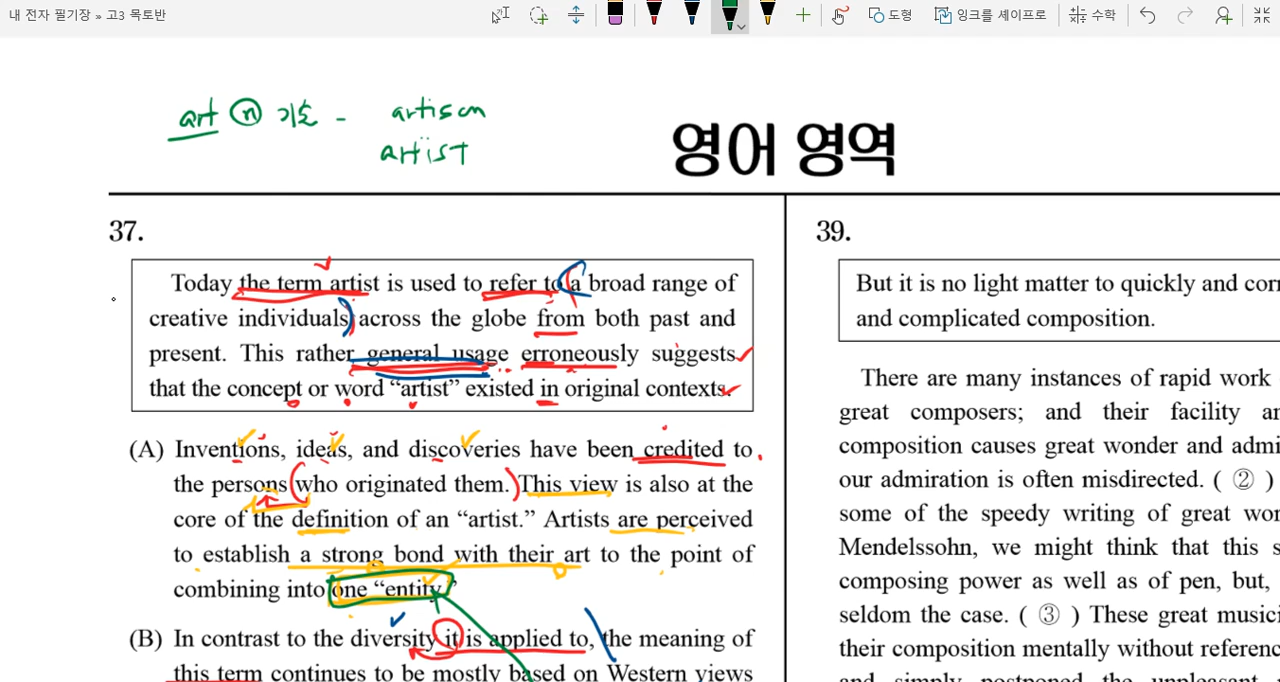 내 전자 필기장 » 고3 목토반
도형
잉크를 셰이프로
수학
art ⓝ 기술 - artisan
artist
영어 영역
37.
Today the term artist is used to refer to a broad range of
creative individuals across the globe from both past and
present. This rather general usage erroneously suggests
that the concept or word “artist” existed in original contexts.
(A) Inventions, ideas, and discoveries have been credited to
the persons who originated them. This view is also at the
core of the definition of an “artist.” Artists are perceived
to establish a strong bond with their art to the point of
combining into one “entity”
(B) In contrast to the diversity it is applied to, the meaning of
this term continues to be mostly based on Western views
39.
But it is no light matter to quickly and corr
and complicated composition.
There are many instances of rapid work
great composers; and their facility an
composition causes great wonder and admi
our admiration is often misdirected. ( ② )
some of the speedy writing of great wor
Mendelssohn, we might think that this s
composing power as well as of pen, but,
seldom the case. ( ③ ) These great musici
their composition mentally without referenc
and simply postponed the unpleasant